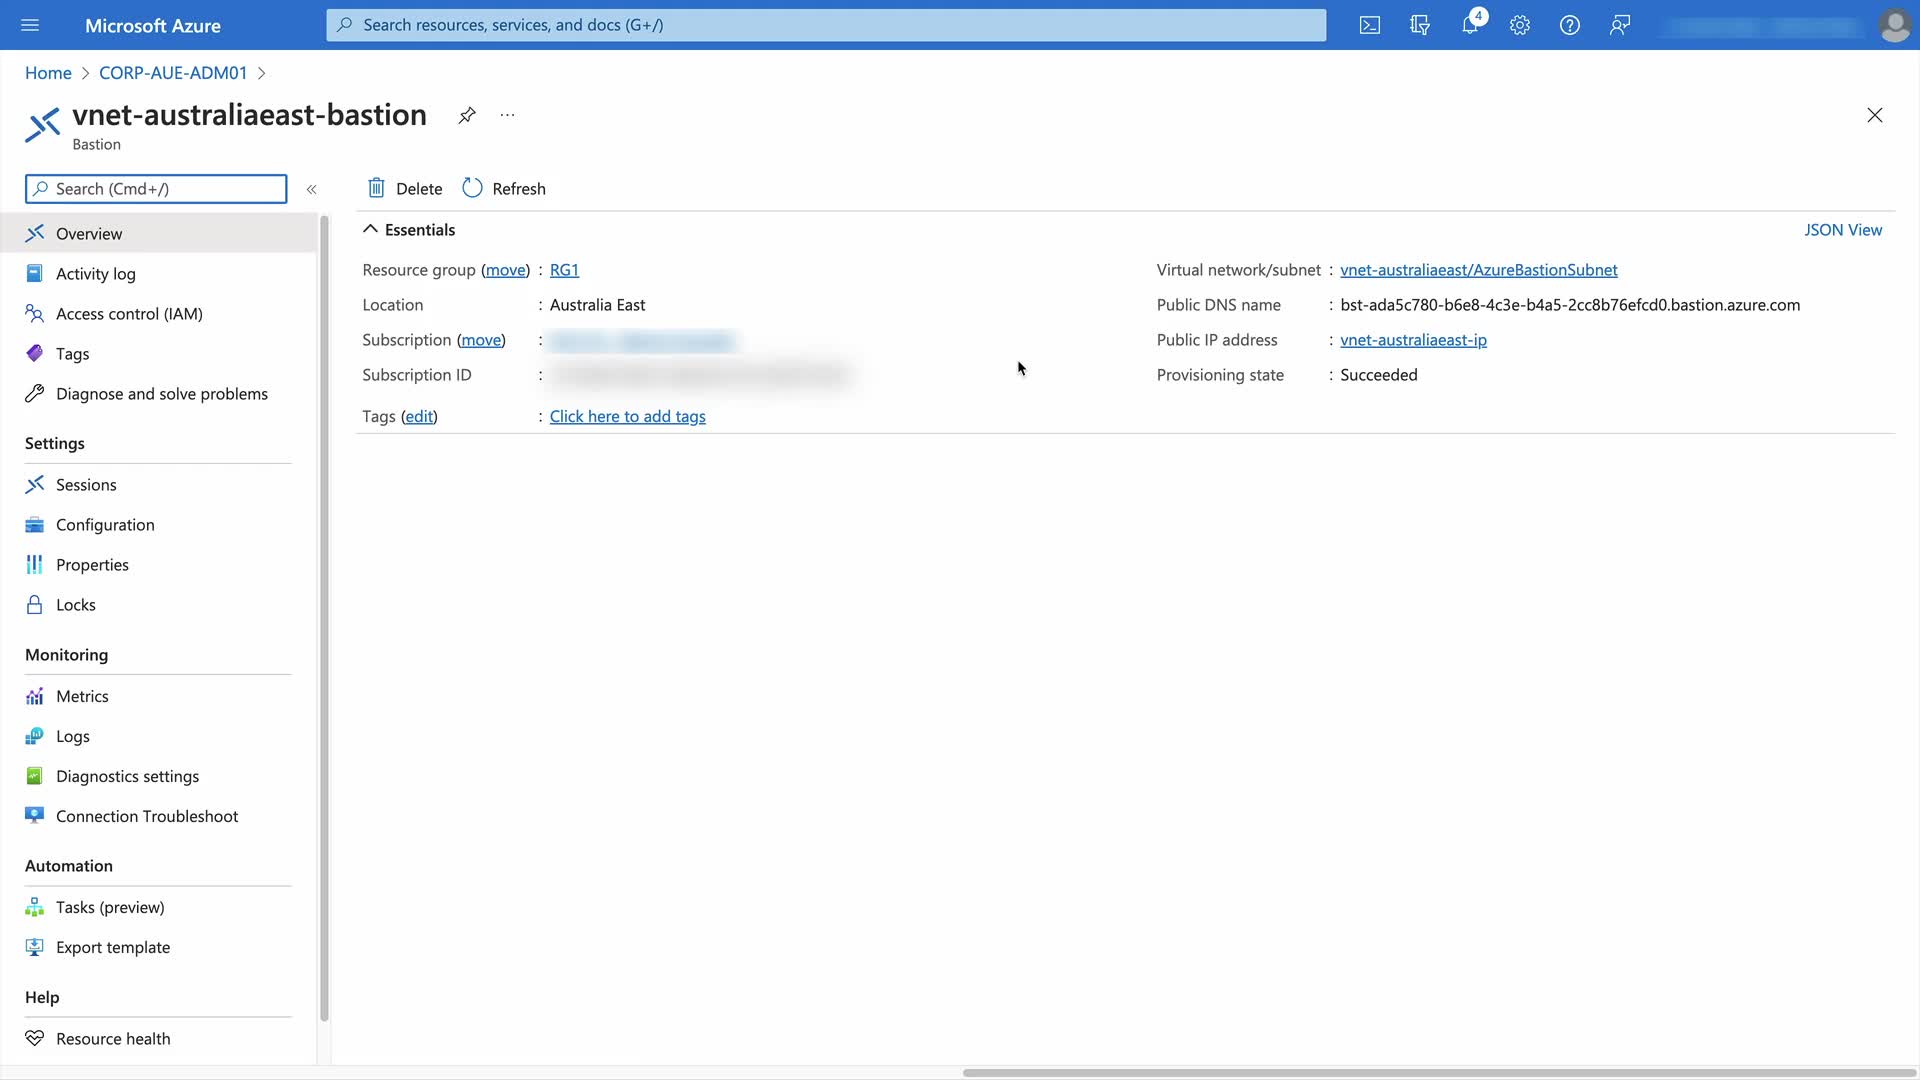 Microsoft Azure
Search resources, services, and docs (G+/)
4
Home > CORP-AUE-ADM01 >
vnet-australiaeast-bastion
...
Bastion
Search (Cmd+/)
«
Delete
Refresh
Overview
Activity log
Access control (IAM)
Tags
Diagnose and solve problems
Settings
Sessions
Configuration
Properties
Locks
Monitoring
Metrics
Logs
Diagnostics settings
Connection Troubleshoot
Automation
Tasks (preview)
Export template
Help
Resource health
Essentials
JSON View
Resource group (move) : RG1
Location : Australia East
Subscription (move) :
Subscription ID :
Tags (edit) : Click here to add tags
Virtual network/subnet : vnet-australiaeast/AzureBastionSubnet
Public DNS name : bst-ada5c780-b6e8-4c3e-b4a5-2cc8b76efcd0.bastion.azure.com
Public IP address : vnet-australiaeast-ip
Provisioning state : Succeeded